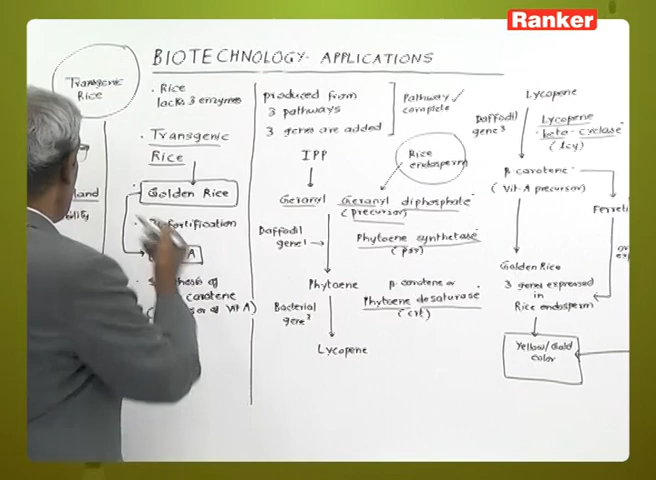 Ranker
BIOTECHNOLOGY- APPLICATIONS
Transgenic
Rice
Rice
lacks 3 enzymes
Transgenic
Rice
Golden Rice
A
carotene
of Vit A)
produced from
3 pathways
3 genes are added
Pathway
complete
IPP
Rice
endosperm
Geranyl Geranyl diphosphate
(precursor)
Daffodil
gene 1
Phytoene synthetase
(psy)
Phytoene
β carotene or
Phytoene desaturase
(crt)
Bacterial
gene 2
Lycopene
Lycopene
Daffodil
gene 3
Lycopene
beta-cyclase
(lcy)
β carotene
(Vit-A precursor)
Golden Rice
3 genes expressed
in
Rice endosperm
Yellow/Gold
color